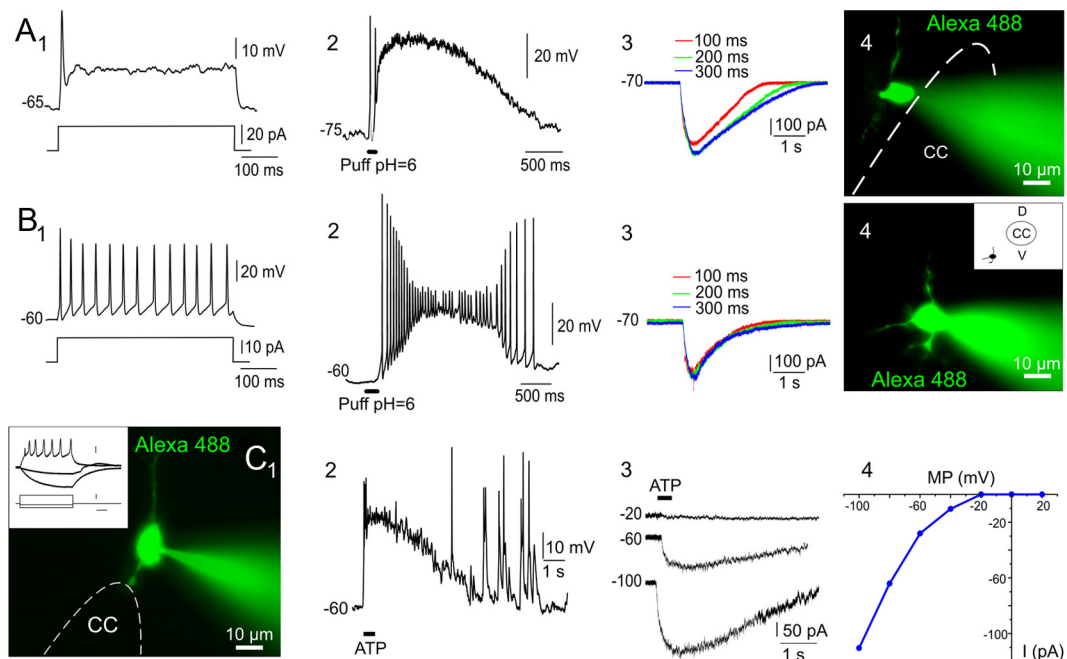 A1
10 mV
-65
20 pA
100 ms
2
20 mV
-75
Puff pH=6
500 ms
3
100 ms
200 ms
300 ms
-70
100 pA
1 s
4
Alexa 488
CC
10 µm
B1
20 mV
-60
10 pA
100 ms
2
20 mV
-60
Puff pH=6
500 ms
3
100 ms
200 ms
300 ms
-70
100 pA
1 s
4
D
CC
V
Alexa 488
10 µm
C1
Alexa 488
CC
10 µm
2
10 mV
1 s
-60
ATP
3
ATP
-20
-60
-100
50 pA
1 s
4
MP (mV)
-100
-60
-20
20
-20
-60
-100
I (pA)